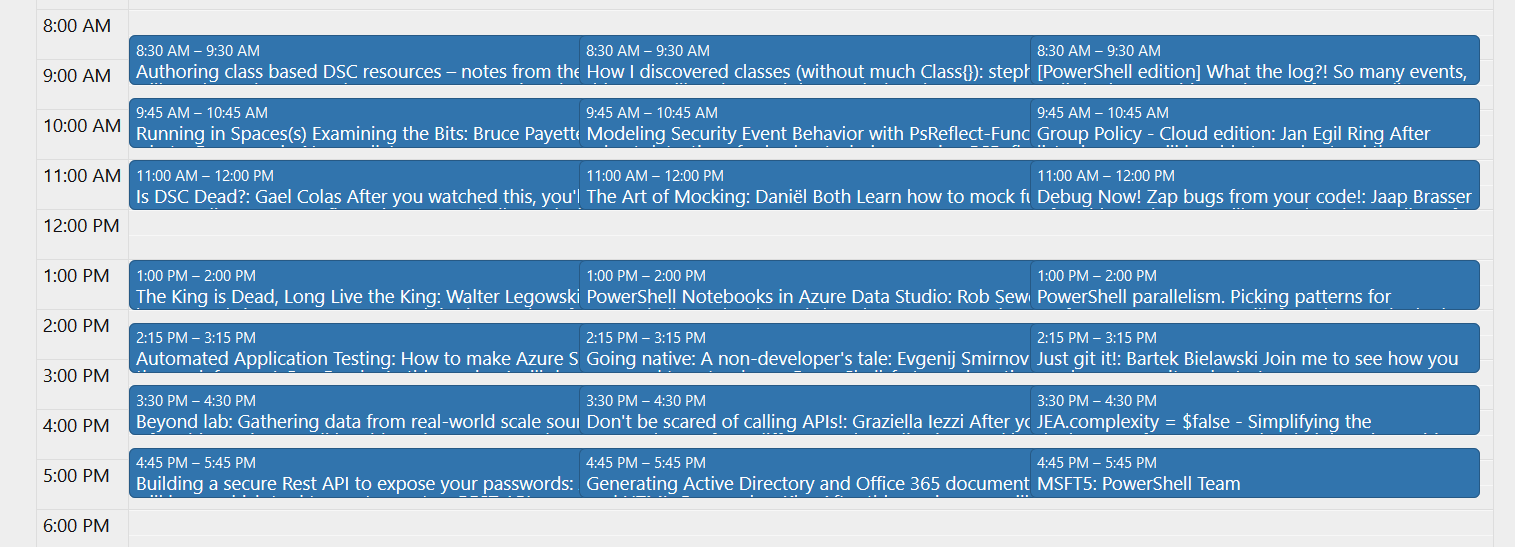 8:00 AM
8:30 AM – 9:30 AM
Authoring class based DSC resources – notes from the
8:30 AM – 9:30 AM
How I discovered classes (without much Class{}): steph
8:30 AM – 9:30 AM
[PowerShell edition] What the log?! So many events,
9:00 AM
9:45 AM – 10:45 AM
Running in Spaces(s) Examining the Bits: Bruce Payette
9:45 AM – 10:45 AM
Modeling Security Event Behavior with PsReflect-Func
9:45 AM – 10:45 AM
Group Policy - Cloud edition: Jan Egil Ring After
10:00 AM
11:00 AM
11:00 AM – 12:00 PM
Is DSC Dead?: Gael Colas After you watched this, you'l
11:00 AM – 12:00 PM
The Art of Mocking: Daniël Both Learn how to mock fu
11:00 AM – 12:00 PM
Debug Now! Zap bugs from your code!: Jaap Brasser
12:00 PM
1:00 PM
1:00 PM – 2:00 PM
The King is Dead, Long Live the King: Walter Legowski
1:00 PM – 2:00 PM
PowerShell Notebooks in Azure Data Studio: Rob Sewe
1:00 PM – 2:00 PM
PowerShell parallelism. Picking patterns for
2:00 PM
2:15 PM – 3:15 PM
Automated Application Testing: How to make Azure S
2:15 PM – 3:15 PM
Going native: A non-developer's tale: Evgenij Smirnov
2:15 PM – 3:15 PM
Just git it!: Bartek Bielawski Join me to see how you
3:00 PM
3:30 PM – 4:30 PM
Beyond lab: Gathering data from real-world scale sour
3:30 PM – 4:30 PM
Don't be scared of calling APIs!: Graziella Iezzi After yo
3:30 PM – 4:30 PM
JEA.complexity = $false - Simplifying the
4:00 PM
4:45 PM – 5:45 PM
Building a secure Rest API to expose your passwords:
4:45 PM – 5:45 PM
Generating Active Directory and Office 365 document
4:45 PM – 5:45 PM
MSFT5: PowerShell Team
5:00 PM
6:00 PM